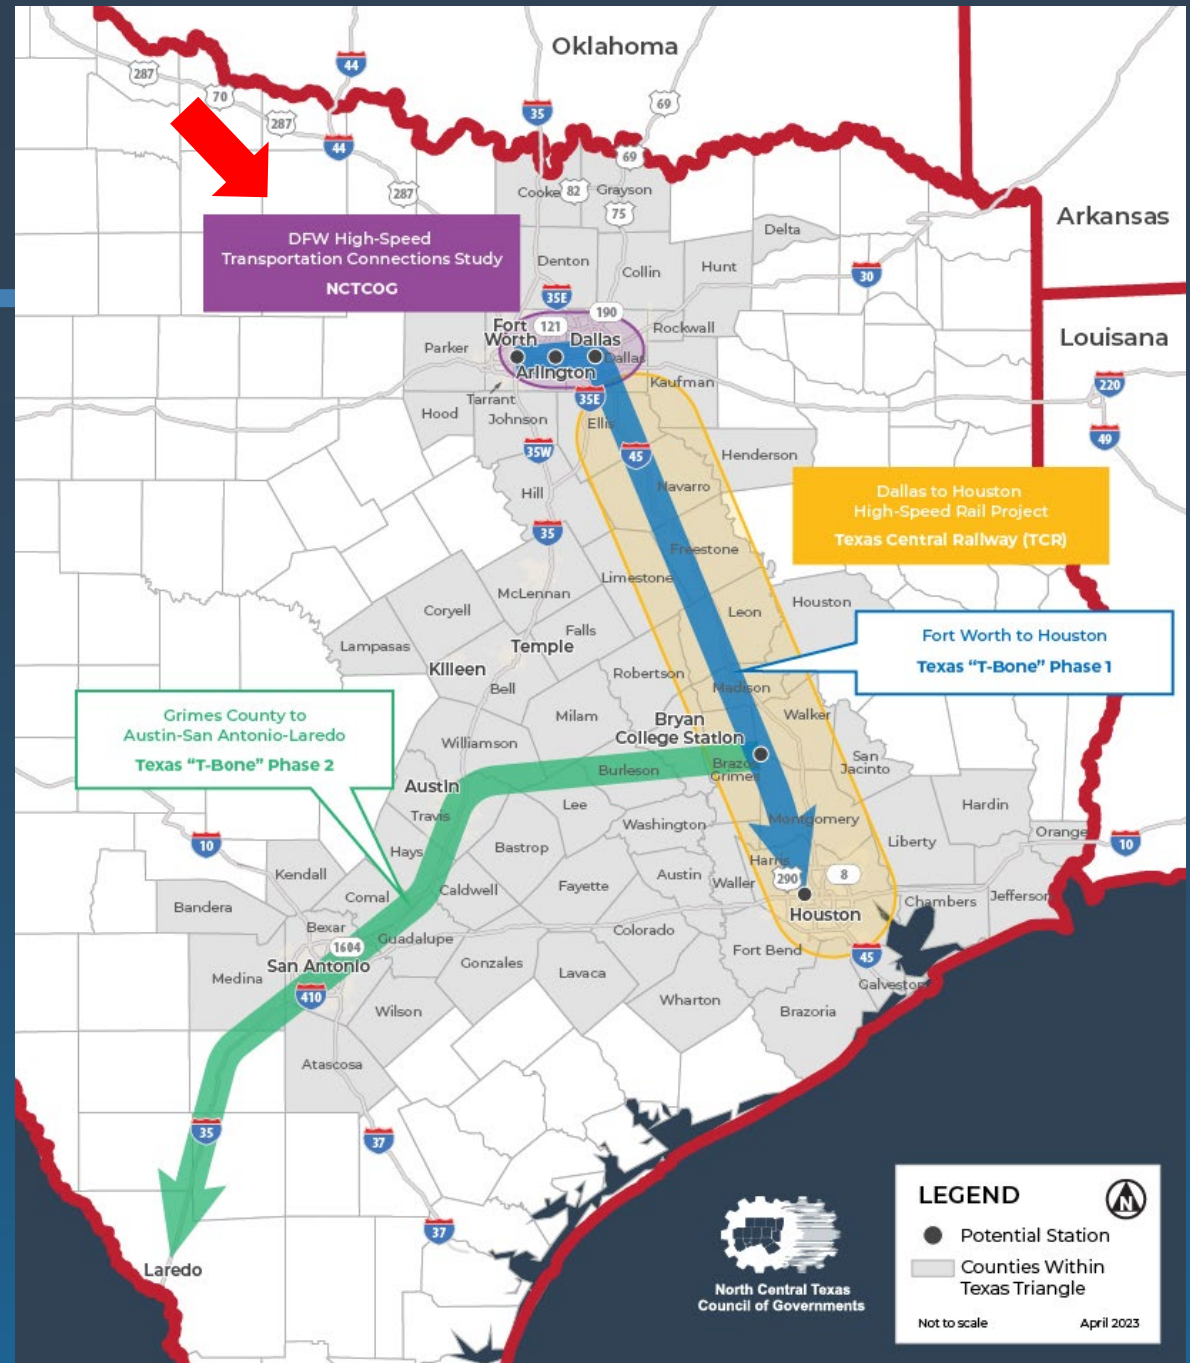 Oklahoma
287
44
70
35
69
287
44
69
287
Cooke
82
Grayson
75
Arkansas
Delta
DFW High-Speed
Transportation Connections Study
NCTCOG
Denton
Collin
Hunt
30
35E
190
Fort
Worth
121
Dallas
Rockwall
Louisiana
Parker
Dallas
Arlington
Kaufman
220
Tarrant
35E
Hood
Johnson
Ellis
49
35W
45
Henderson
Hill
Navarro
Dallas to Houston
High-Speed Rail Project
Texas Central Railway (TCR)
35
Freestone
Limestone
McLennan
Houston
Coryell
Leon
Falls
Lampasas
Temple
Fort Worth to Houston
Texas “T-Bone” Phase 1
Killeen
Robertson
Bell
Madison
Milam
Walker
Bryan
College Station
Grimes County to
Austin-San Antonio-Laredo
Texas “T-Bone” Phase 2
Williamson
San
Jacinto
Burleson
Brazos
Grimes
Austin
Lee
Hardin
Travis
Washington
Montgomery
Orange
10
Hays
Bastrop
Liberty
10
Harris
Kendall
Austin
Waller
290
8
Fayette
Comal
Caldwell
Chambers
Jefferson
Bandera
Houston
Bexar
Colorado
1604
Guadalupe
Fort Bend
45
San Antonio
Gonzales
Medina
Lavaca
Galveston
410
Wharton
Wilson
Brazoria
Atascosa
35
37
37
Laredo
North Central Texas
Council of Governments
LEGEND
N
Potential Station
Counties Within
Texas Triangle
Not to scale
April 2023